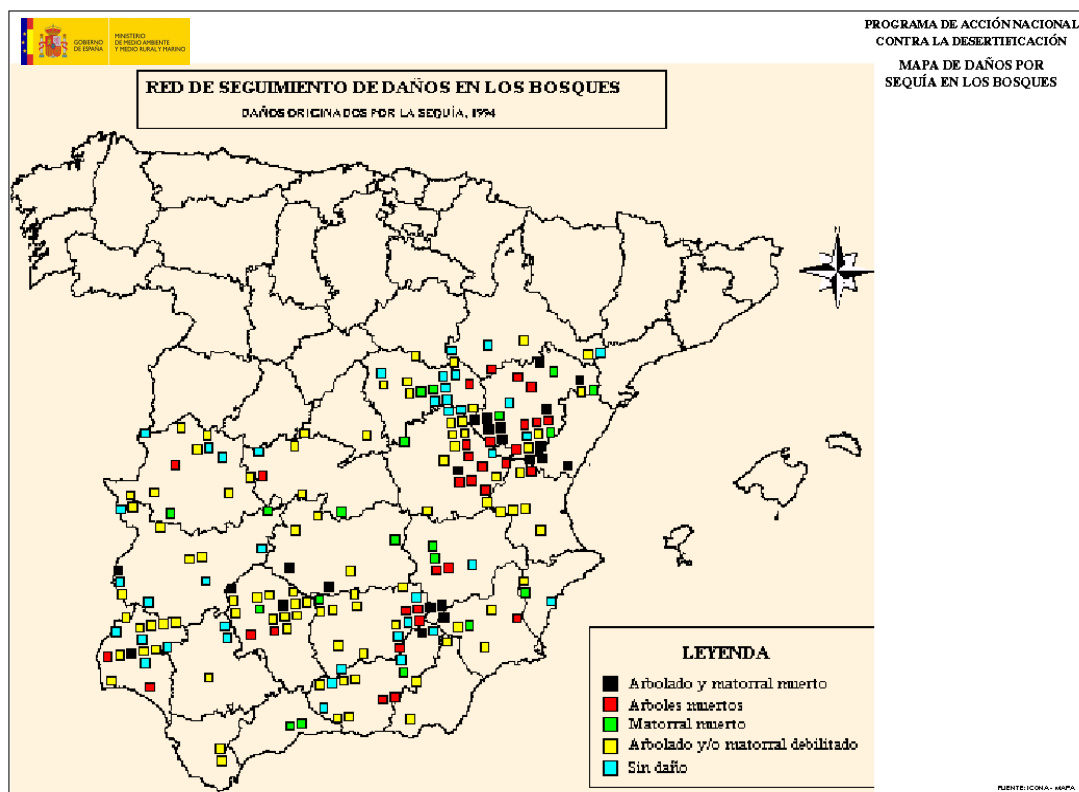 GOBIERNO
DE ESPAÑA
MINISTERIO
DE MEDIO AMBIENTE
Y MEDIO RURAL Y MARINO
PROGRAMA DE ACCIÓN NACIONAL
CONTRA LA DESERTIFICACIÓN
MAPA DE DAÑOS POR
SEQUÍA EN LOS BOSQUES
RED DE SEGUIMIENTO DE DAÑOS EN LOS BOSQUES
DAÑOS ORIGINADOS POR LA SEQUÍA, 1994
LEYENDA
Arbolado y matorral muerto
Arboles muertos
Matorral muerto
Arbolado y/o matorral debilitado
Sin daño
FUENTE: ICONA - MAPA